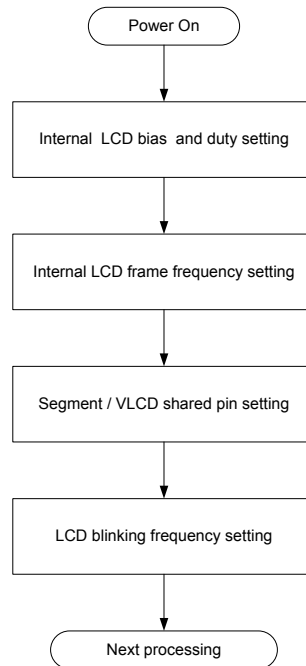 Power On
Internal LCD bias and duty setting
Internal LCD frame frequency setting
Segment / VLCD shared pin setting
LCD blinking frequency setting
Next processing